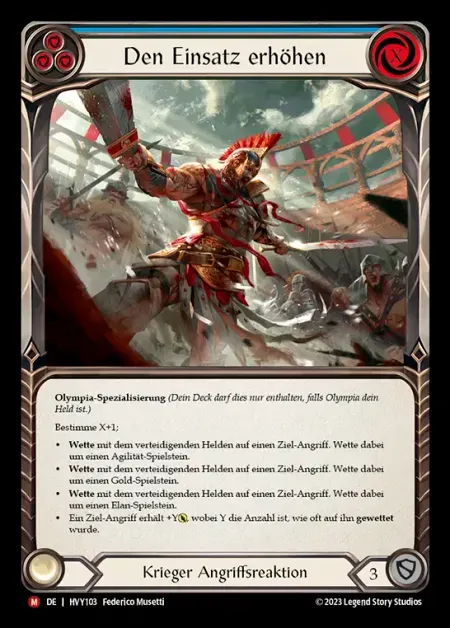 Den Einsatz erhöhen
X
Olympia-Spezialisierung (Dein Deck darf dies nur enthalten, falls Olympia dein
Held ist.)
Bestimme X+1;
• Wette mit dem verteidigenden Helden auf einen Ziel-Angriff. Wette dabei
um einen Agilität-Spielstein.
• Wette mit dem verteidigenden Helden auf einen Ziel-Angriff. Wette dabei
um einen Gold-Spielstein.
• Wette mit dem verteidigenden Helden auf einen Ziel-Angriff. Wette dabei
um einen Elan-Spielstein.
• Ein Ziel-Angriff erhält +Y, wobei Y die Anzahl ist, wie oft auf ihn gewettet
wurde.
Krieger Angriffsreaktion
3
M DE | HVY103 Federico Musetti
© 2023 Legend Story Studios